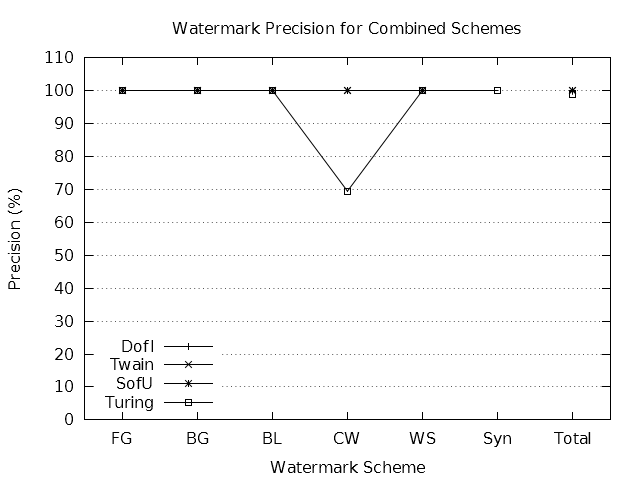 Watermark Precision for Combined Schemes
110
100
90
80
70
60
50
40
30
20
10
0
Precision (%)
DofI
Twain
SofU
Turing
FG BG BL CW WS Syn Total
Watermark Scheme